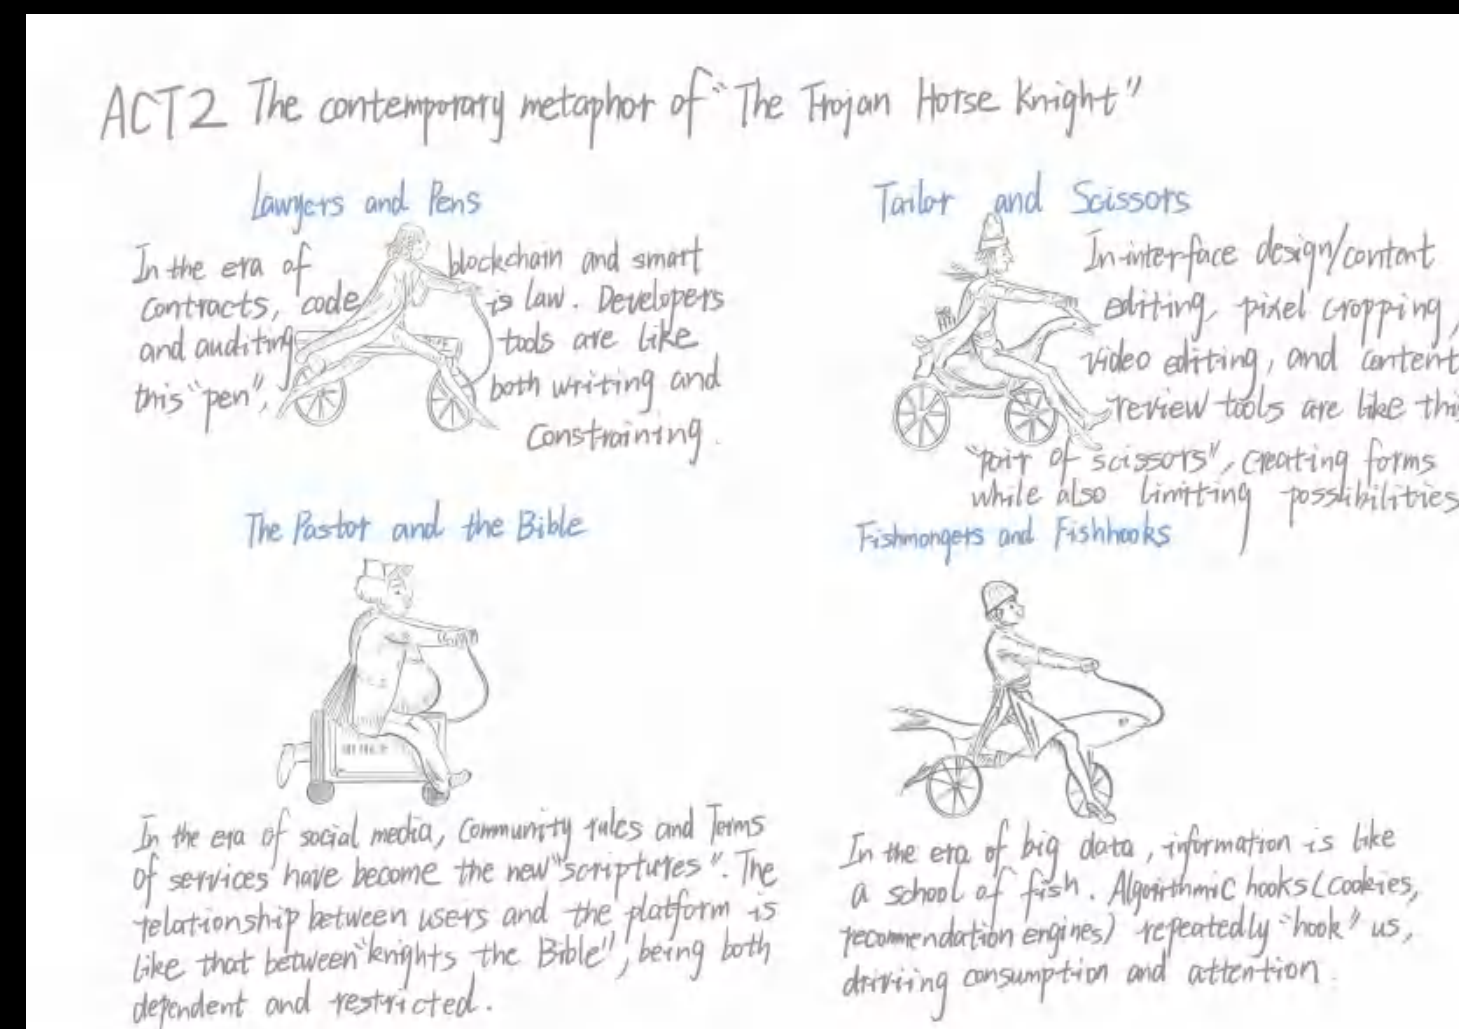 ACT2 The contemporary metaphor of "The Trojan Horse Knight"
Lawyers and Pens
In the era of blockchain and smart
contracts, code is law. Developers
and auditing tools are like
this "pen", both writing and
constraining.
Tailor and Scissors
In interface design/content
editing, pixel cropping,
video editing, and content
review tools are like this
"pair of scissors", creating forms
while also limiting possibilities
The Pastor and the Bible
In the era of social media, Community rules and Terms
of services have become the new "scriptures". The
relationship between users and the platform is
like that between "knights the Bible", being both
dependent and restricted.
Fishmongers and Fishhooks
In the era of big data, information is like
a school of fish. Algorithmic hooks (cookies,
recommendation engines) repeatedly "hook" us,
driving consumption and attention.